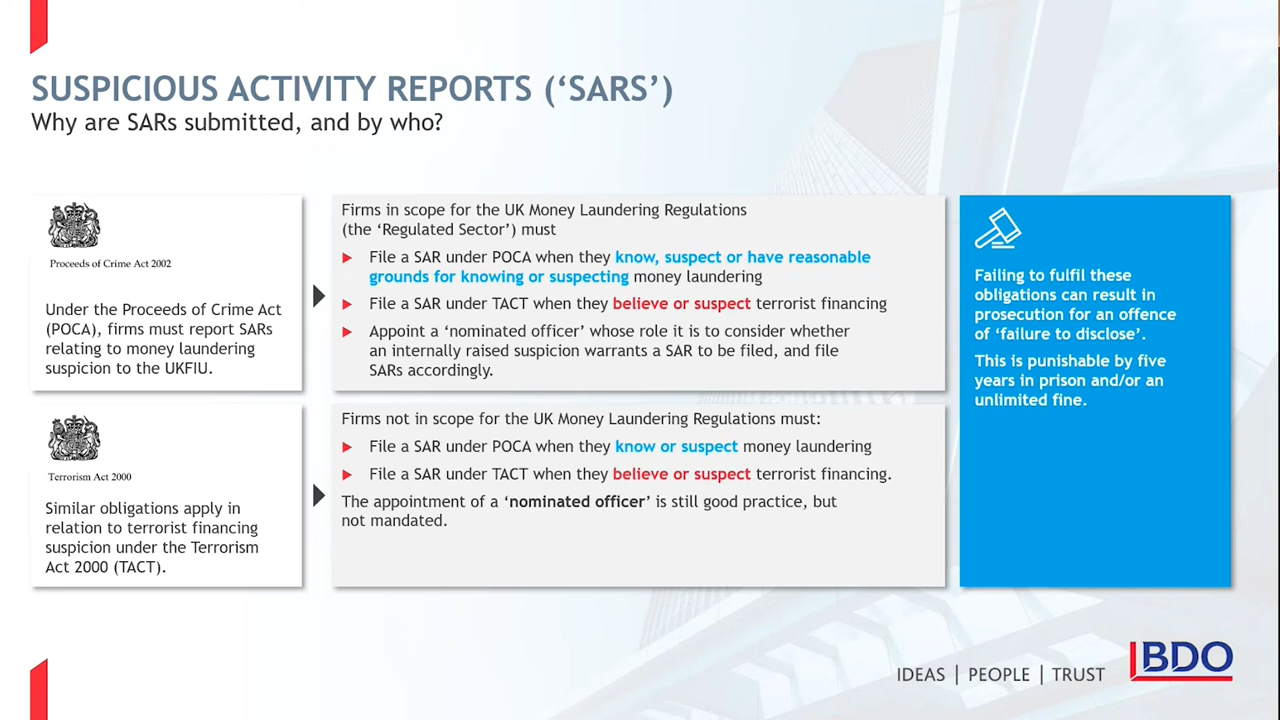 SUSPICIOUS ACTIVITY REPORTS (‘SARS’)
Why are SARs submitted, and by who?
Proceeds of Crime Act 2002
Under the Proceeds of Crime Act
(POCA), firms must report SARs
relating to money laundering
suspicion to the UKFIU.
Firms in scope for the UK Money Laundering Regulations
(the ‘Regulated Sector’) must
File a SAR under POCA when they know, suspect or have reasonable
grounds for knowing or suspecting money laundering
File a SAR under TACT when they believe or suspect terrorist financing
Appoint a ‘nominated officer’ whose role it is to consider whether
an internally raised suspicion warrants a SAR to be filed, and file
SARs accordingly.
Terrorism Act 2000
Similar obligations apply in
relation to terrorist financing
suspicion under the Terrorism
Act 2000 (TACT).
Firms not in scope for the UK Money Laundering Regulations must:
File a SAR under POCA when they know or suspect money laundering
File a SAR under TACT when they believe or suspect terrorist financing.
The appointment of a ‘nominated officer’ is still good practice, but
not mandated.
Failing to fulfil these
obligations can result in
prosecution for an offence
of ‘failure to disclose’.
This is punishable by five
years in prison and/or an
unlimited fine.
IDEAS | PEOPLE | TRUST
BDO